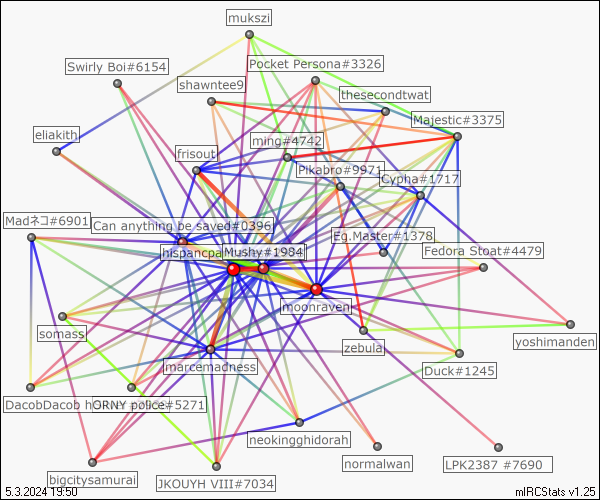 mukszi
Swirly Boi#6154
Pocket Persona#3326
shawntee9
thesecondtwat
Majestic#3375
eliakith
ming#4742
frisout
Pikabro#9971
Cypha#1717
Madネコ#6901
Can anything be saved#0396
Eg.Master#1378
hispancpa
Mushy#1984
Fedora Stoat#4479
moonraven
somass
zebula
yoshimanden
marcemadness
Duck#1245
DacobDacob
HORNY police#5271
neokingghidorah
normalwan
LPK2387 #7690
bigcitysamurai
JKOUYH VIII#7034
5.3.2024 19:50
mIRCStats v1.25